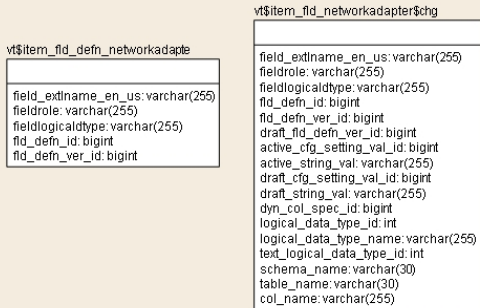 vt$item_fld_defn_networkadapte
field_extlname_en_us: varchar(255)
fieldrole: varchar(255)
fieldlogicaldtype: varchar(255)
fld_defn_id: bigint
fld_defn_ver_id: bigint
vt$item_fld_networkadapter$chg
field_extlname_en_us: varchar(255)
fieldrole: varchar(255)
fieldlogicaldtype: varchar(255)
fld_defn_id: bigint
fld_defn_ver_id: bigint
draft_fld_defn_ver_id: bigint
active_cfg_setting_val_id: bigint
active_string_val: varchar(255)
draft_cfg_setting_val_id: bigint
draft_string_val: varchar(255)
dyn_col_spec_id: bigint
logical_data_type_id: int
logical_data_type_name: varchar(255)
text_logical_data_type_id: int
schema_name: varchar(30)
table_name: varchar(30)
col_name: varchar(255)